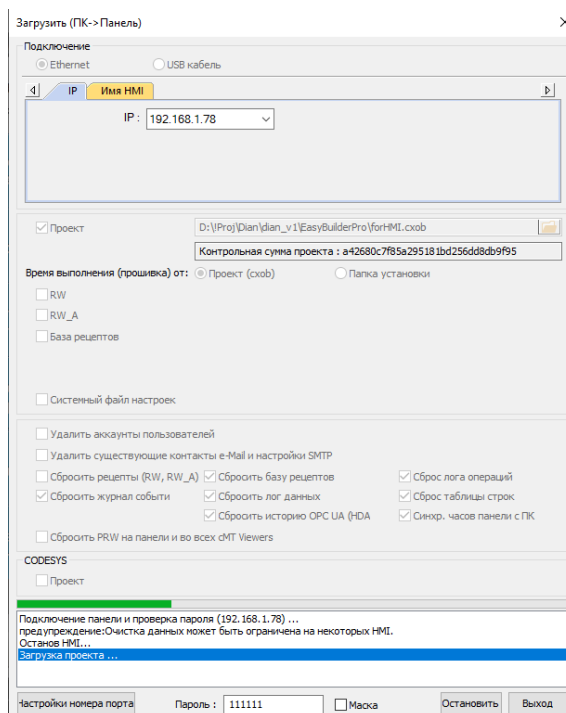 Загрузить (ПК->Панель)
Подключение
Ethernet USB кабель
IP Имя HMI
IP : 192.168.1.78
Проект D:\!Proj\Dian\dian_v1\EasyBuilderPro\forHMI.cxob
Контрольная сумма проекта : a42680c7f85a295181bd256dd8db9f95
Время выполнения (прошивка) от: Проект (cxob) Папка установки
RW
RW_A
База рецептов
Системный файл настроек
Удалить аккаунты пользователей
Удалить существующие контакты e-Mail и настройки SMTP
Сбросить рецепты (RW, RW_A) Сбросить базу рецептов Сброс лога операций
Сбросить журнал событи Сбросить лог данных Сброс таблицы строк
Сбросить историю OPC UA (HDA Синхр. часов панели с ПК
Сбросить PRW на панели и во всех cMT Viewers
CODESYS
Проект
Подключение панели и проверка пароля (192.168.1.78) ...
предупреждение:Очистка данных может быть ограничена на некоторых HMI.
Останов HMI...
Загрузка проекта ...
Настройки номера порта Пароль : 111111 Маска Остановить Выход